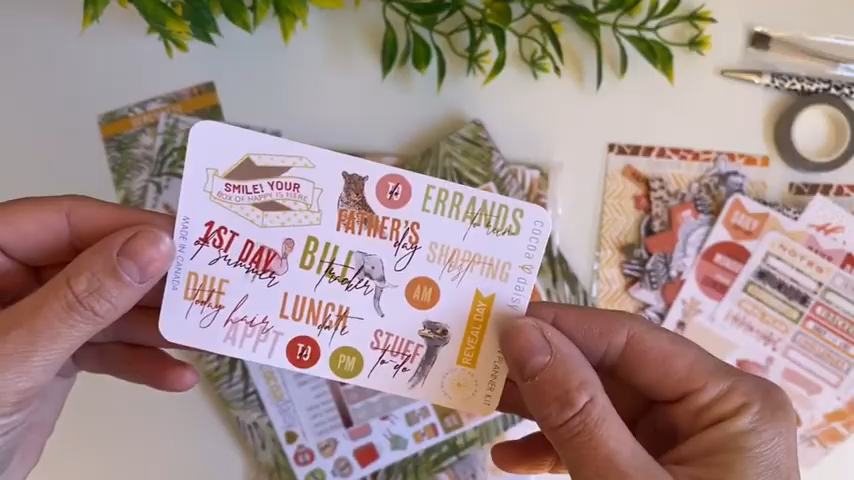 SMILE! YOUR
BOX OF HAPPY IS HERE
TO
ERRANDS
to run
FATHER'S
day
1ST DAY
of Summer
BILL
tracker
SHOPPING
list
DUE
Today
AM
LUNCH
date
hair
APPT
TO
PM
STUFF
to-do
REVEAL DAY
MADE IN CANADA
cocoa daisy
PLANNER KIT
NOTES